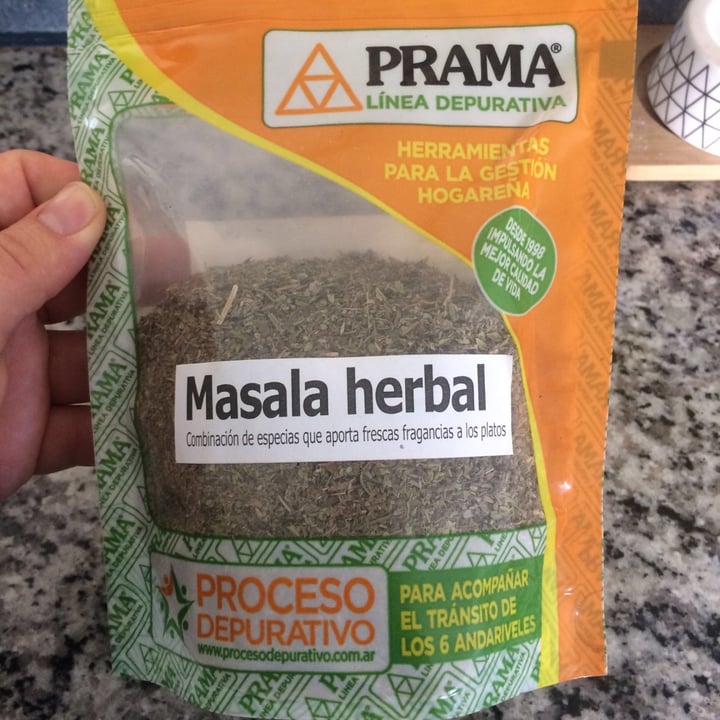 PRAMA®
LÍNEA DEPURATIVA
HERRAMIENTAS
PARA LA GESTIÓN
HOGAREÑA
DESDE 1998
IMPULSANDO LA
MEJOR CALIDAD
DE VIDA
Masala herbal
Combinación de especias que aporta frescas fragancias a los platos
PROCESO
DEPURATIVO
www.procesodepurativo.com.ar
PARA ACOMPAÑAR
EL TRÁNSITO DE
LOS 6 ANDARIVELES